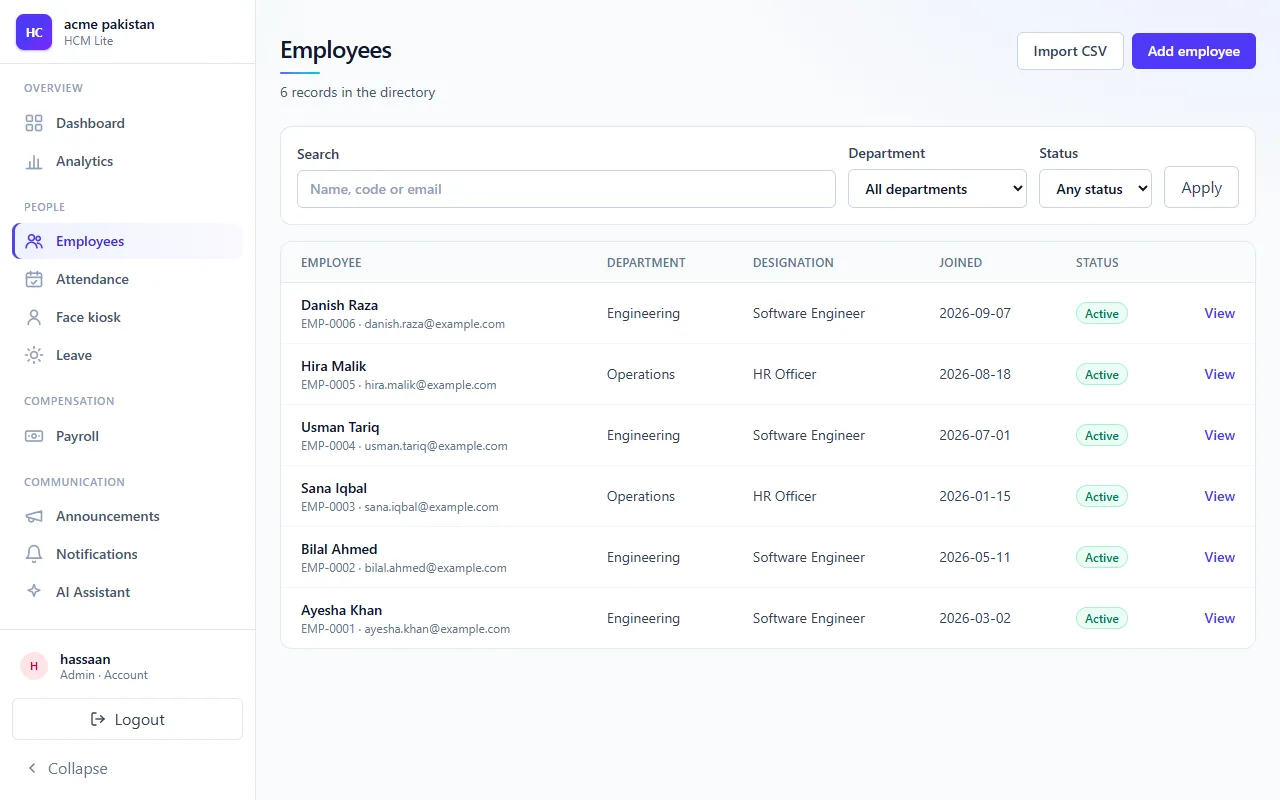 HC
acme pakistan
HCM Lite
OVERVIEW
Dashboard
Analytics
PEOPLE
Employees
Attendance
Face kiosk
Leave
COMPENSATION
Payroll
COMMUNICATION
Announcements
Notifications
AI Assistant
H
hassaan
Admin · Account
Logout
Collapse
Employees
6 records in the directory
Import CSV
Add employee
Search
Name, code or email
Department
All departments
Status
Any status
Apply
EMPLOYEE DEPARTMENT DESIGNATION JOINED STATUS
Danish Raza
EMP-0006 · danish.raza@example.com
Engineering Software Engineer 2026-09-07 Active View
Hira Malik
EMP-0005 · hira.malik@example.com
Operations HR Officer 2026-08-18 Active View
Usman Tariq
EMP-0004 · usman.tariq@example.com
Engineering Software Engineer 2026-07-01 Active View
Sana Iqbal
EMP-0003 · sana.iqbal@example.com
Operations HR Officer 2026-01-15 Active View
Bilal Ahmed
EMP-0002 · bilal.ahmed@example.com
Engineering Software Engineer 2026-05-11 Active View
Ayesha Khan
EMP-0001 · ayesha.khan@example.com
Engineering Software Engineer 2026-03-02 Active View